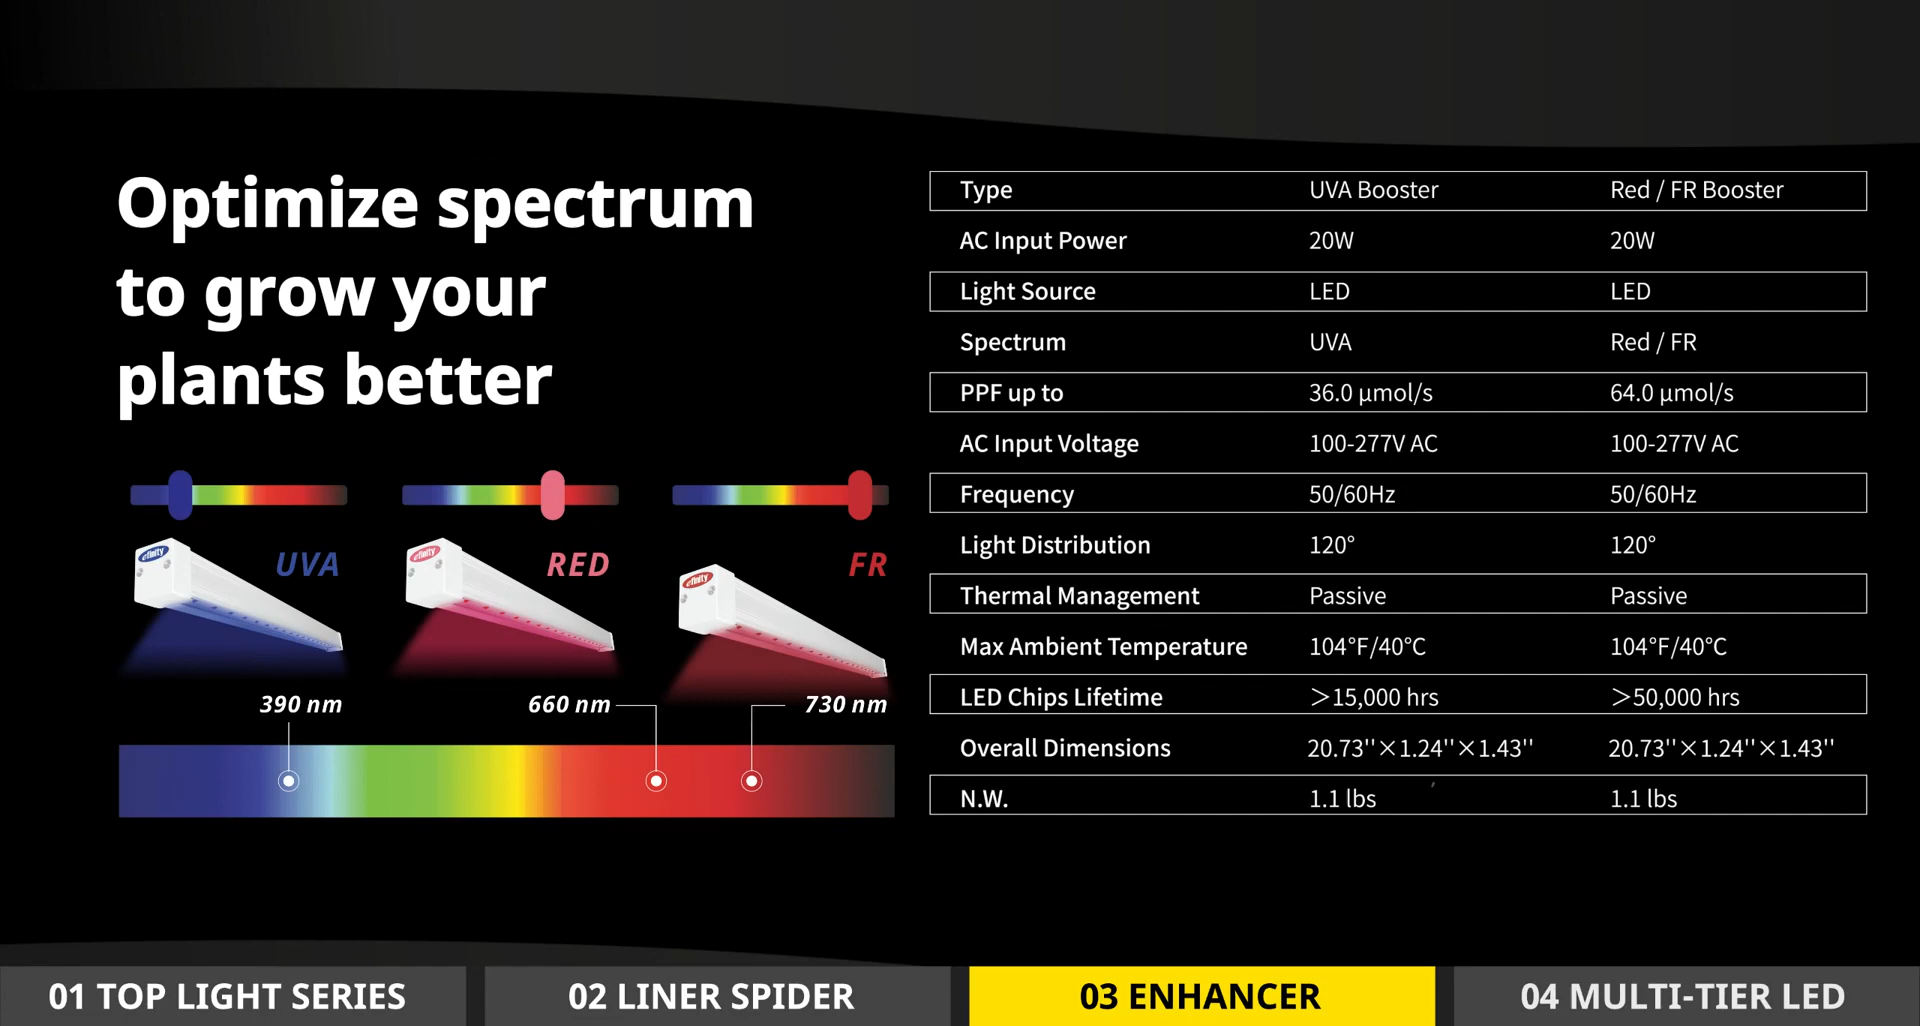 Optimize spectrum
to grow your
plants better
UVA
RED
FR
efinity
efinity
efinity
390 nm
660 nm
730 nm
Type UVA Booster Red / FR Booster
AC Input Power 20W 20W
Light Source LED LED
Spectrum UVA Red / FR
PPF up to 36.0 μmol/s 64.0 μmol/s
AC Input Voltage 100-277V AC 100-277V AC
Frequency 50/60Hz 50/60Hz
Light Distribution 120° 120°
Thermal Management Passive Passive
Max Ambient Temperature 104°F/40°C 104°F/40°C
LED Chips Lifetime ＞15,000 hrs ＞50,000 hrs
Overall Dimensions 20.73''×1.24''×1.43'' 20.73''×1.24''×1.43''
N.W. 1.1 lbs 1.1 lbs
01 TOP LIGHT SERIES
02 LINER SPIDER
03 ENHANCER
04 MULTI-TIER LED